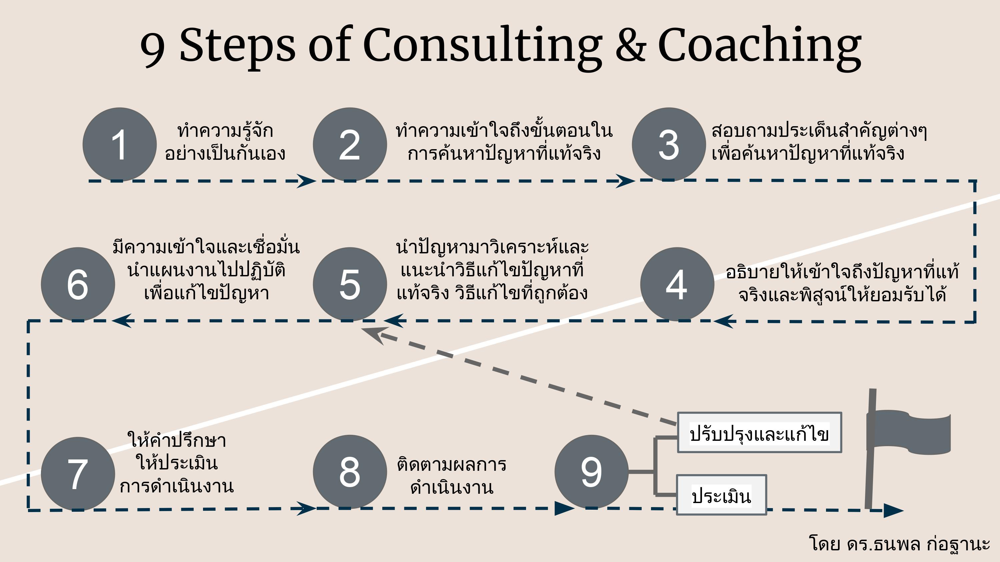 9 Steps of Consulting & Coaching
1
ทำความรู้จัก
อย่างเป็นกันเอง
2
ทำความเข้าใจถึงขั้นตอนใน
การค้นหาปัญหาที่แท้จริง
3
สอบถามประเด็นสำคัญต่างๆ
เพื่อค้นหาปัญหาที่แท้จริง
4
อธิบายให้เข้าใจถึงปัญหาที่แท้
จริงและพิสูจน์ให้ยอมรับได้
5
นำปัญหามาวิเคราะห์และ
แนะนำวิธีแก้ไขปัญหาที่
แท้จริง วิธีแก้ไขที่ถูกต้อง
6
มีความเข้าใจและเชื่อมั่น
นำแผนงานไปปฏิบัติ
เพื่อแก้ไขปัญหา
7
ให้คำปรึกษา
ให้ประเมิน
การดำเนินงาน
8
ติดตามผลการ
ดำเนินงาน
9
ปรับปรุงและแก้ไข
ประเมิน
โดย ดร.ธนพล ก่อฐานะ